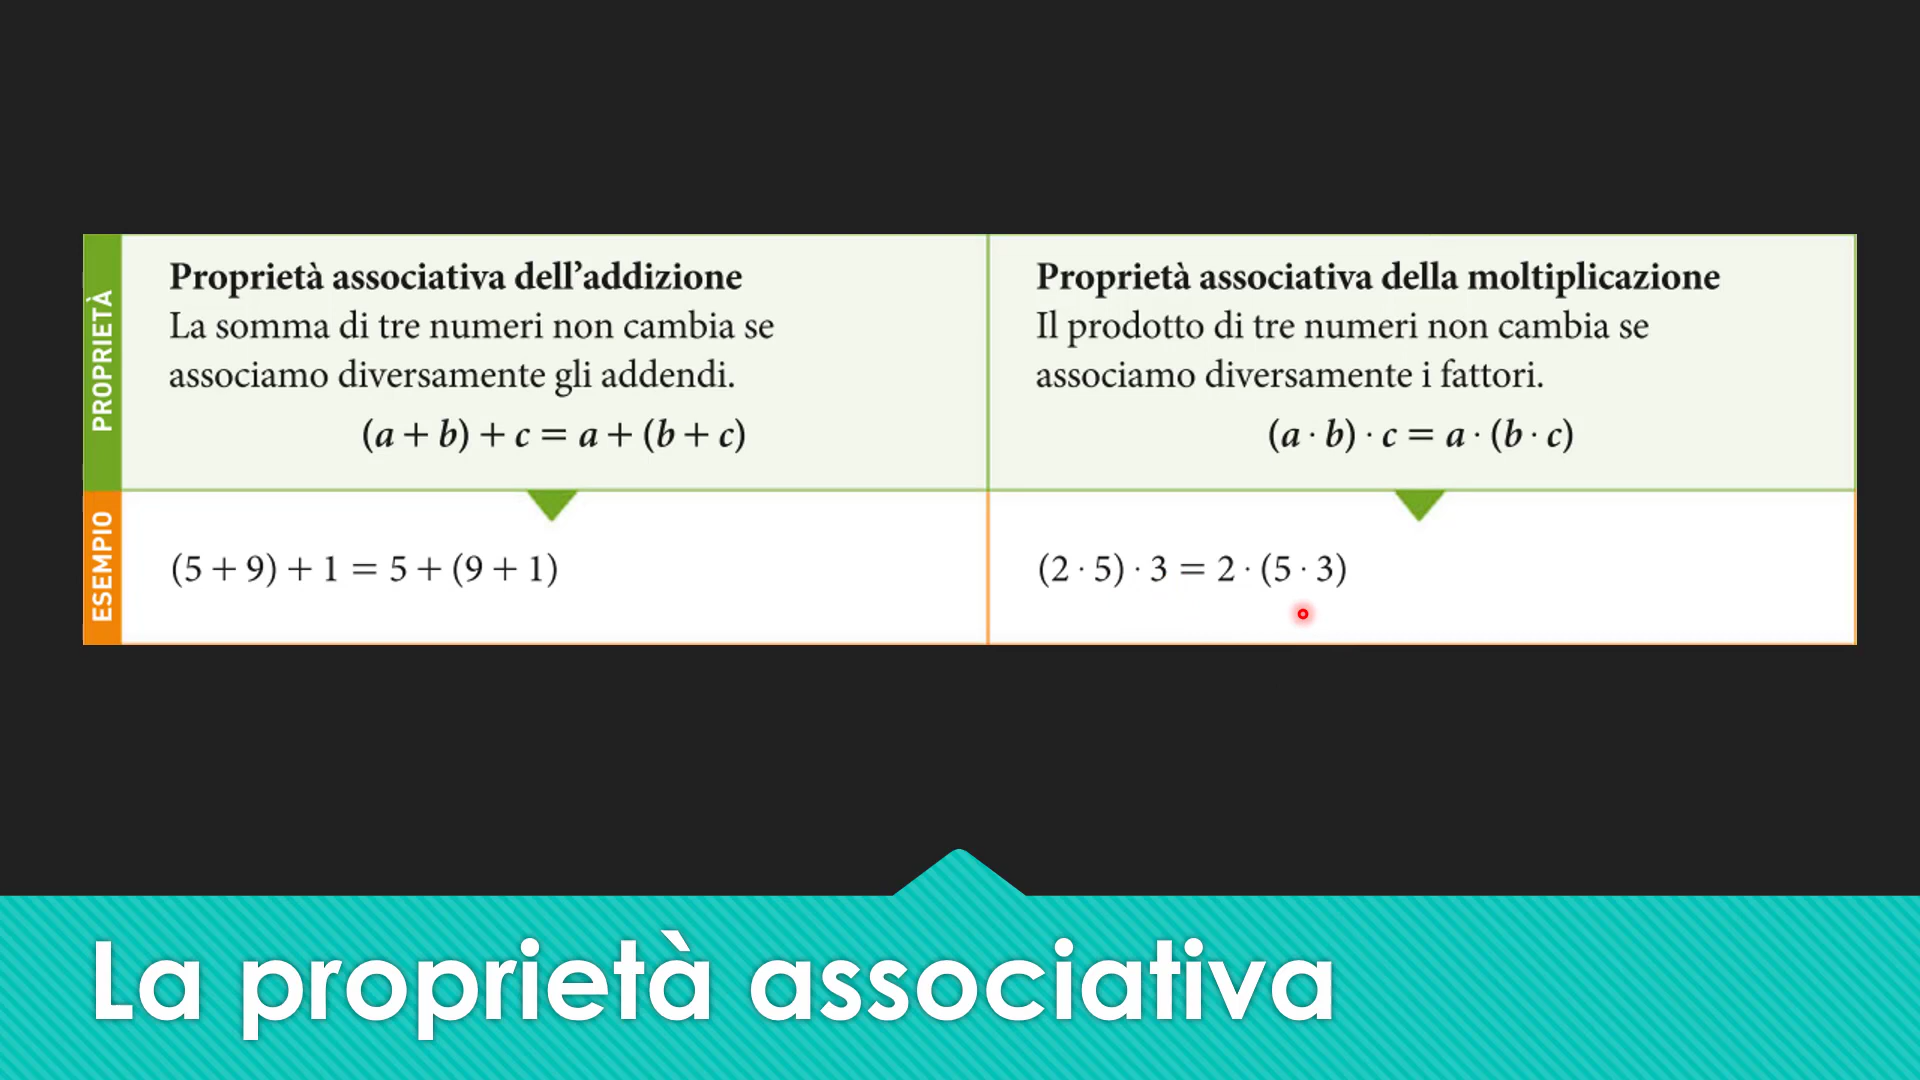 PROPRIETÀ
Proprietà associativa dell’addizione
La somma di tre numeri non cambia se
associamo diversamente gli addendi.
(a + b) + c = a + (b + c)
Proprietà associativa della moltiplicazione
Il prodotto di tre numeri non cambia se
associamo diversamente i fattori.
(a · b) · c = a · (b · c)
ESEMPIO
(5 + 9) + 1 = 5 + (9 + 1)
(2 · 5) · 3 = 2 · (5 · 3)
La proprietà associativa